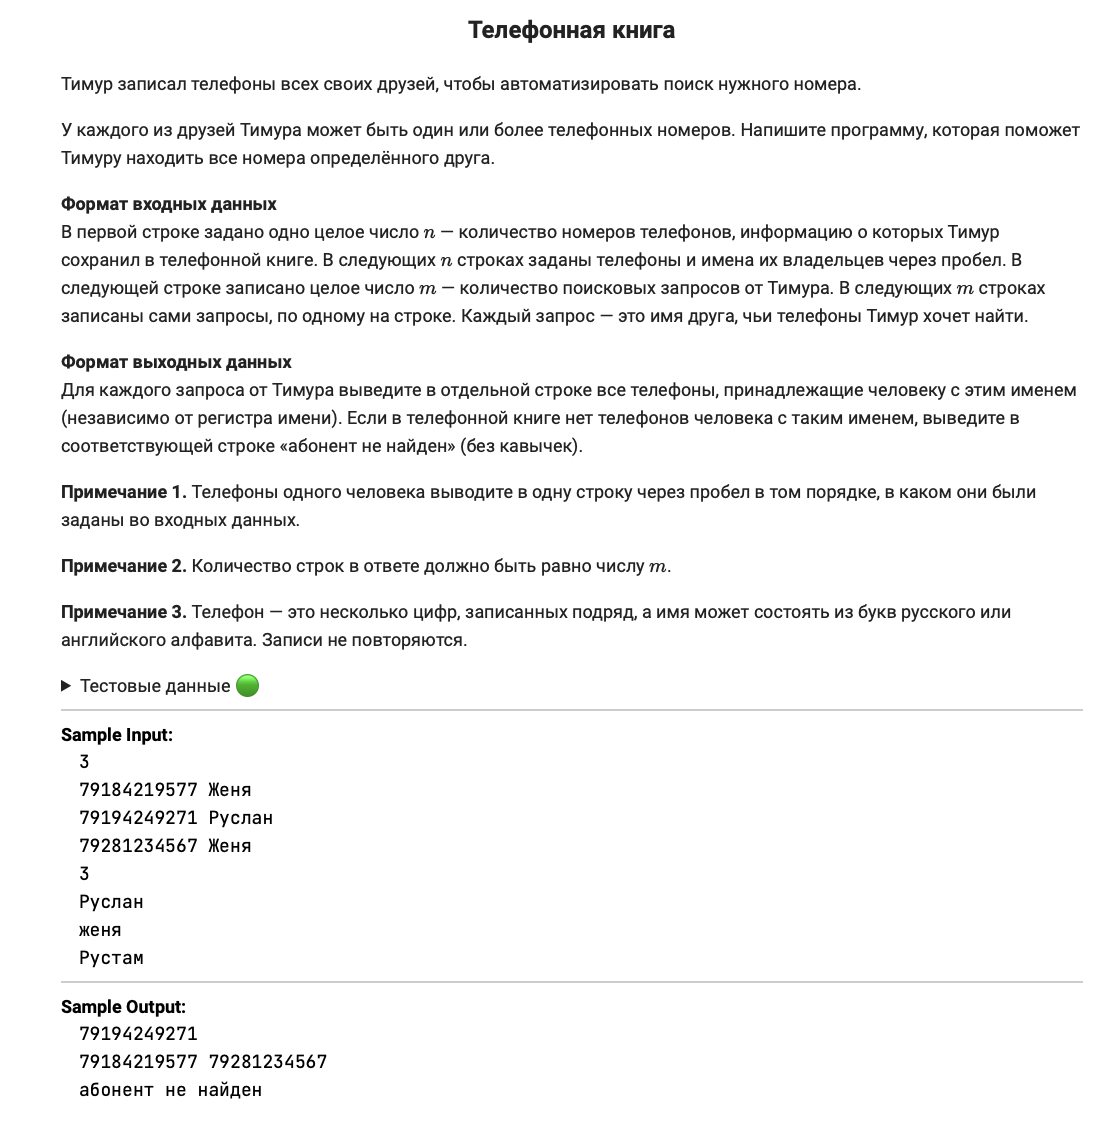 Телефонная книга
Тимур записал телефоны всех своих друзей, чтобы автоматизировать поиск нужного номера.
У каждого из друзей Тимура может быть один или более телефонных номеров. Напишите программу, которая поможет
Тимуру находить все номера определённого друга.
Формат входных данных
В первой строке задано одно целое число n — количество номеров телефонов, информацию о которых Тимур
сохранил в телефонной книге. В следующих n строках заданы телефоны и имена их владельцев через пробел. В
следующей строке записано целое число m — количество поисковых запросов от Тимура. В следующих m строках
записаны сами запросы, по одному на строке. Каждый запрос — это имя друга, чьи телефоны Тимур хочет найти.
Формат выходных данных
Для каждого запроса от Тимура выведите в отдельной строке все телефоны, принадлежащие человеку с этим именем
(независимо от регистра имени). Если в телефонной книге нет телефонов человека с таким именем, выведите в
соответствующей строке «абонент не найден» (без кавычек).
Примечание 1. Телефоны одного человека выводите в одну строку через пробел в том порядке, в каком они были
заданы во входных данных.
Примечание 2. Количество строк в ответе должно быть равно числу m.
Примечание 3. Телефон — это несколько цифр, записанных подряд, а имя может состоять из букв русского или
английского алфавита. Записи не повторяются.
Тестовые данные
Sample Input:
3
79184219577 Женя
79194249271 Руслан
79281234567 Женя
3
Руслан
женя
Рустам
Sample Output:
79194249271
79184219577 79281234567
абонент не найден